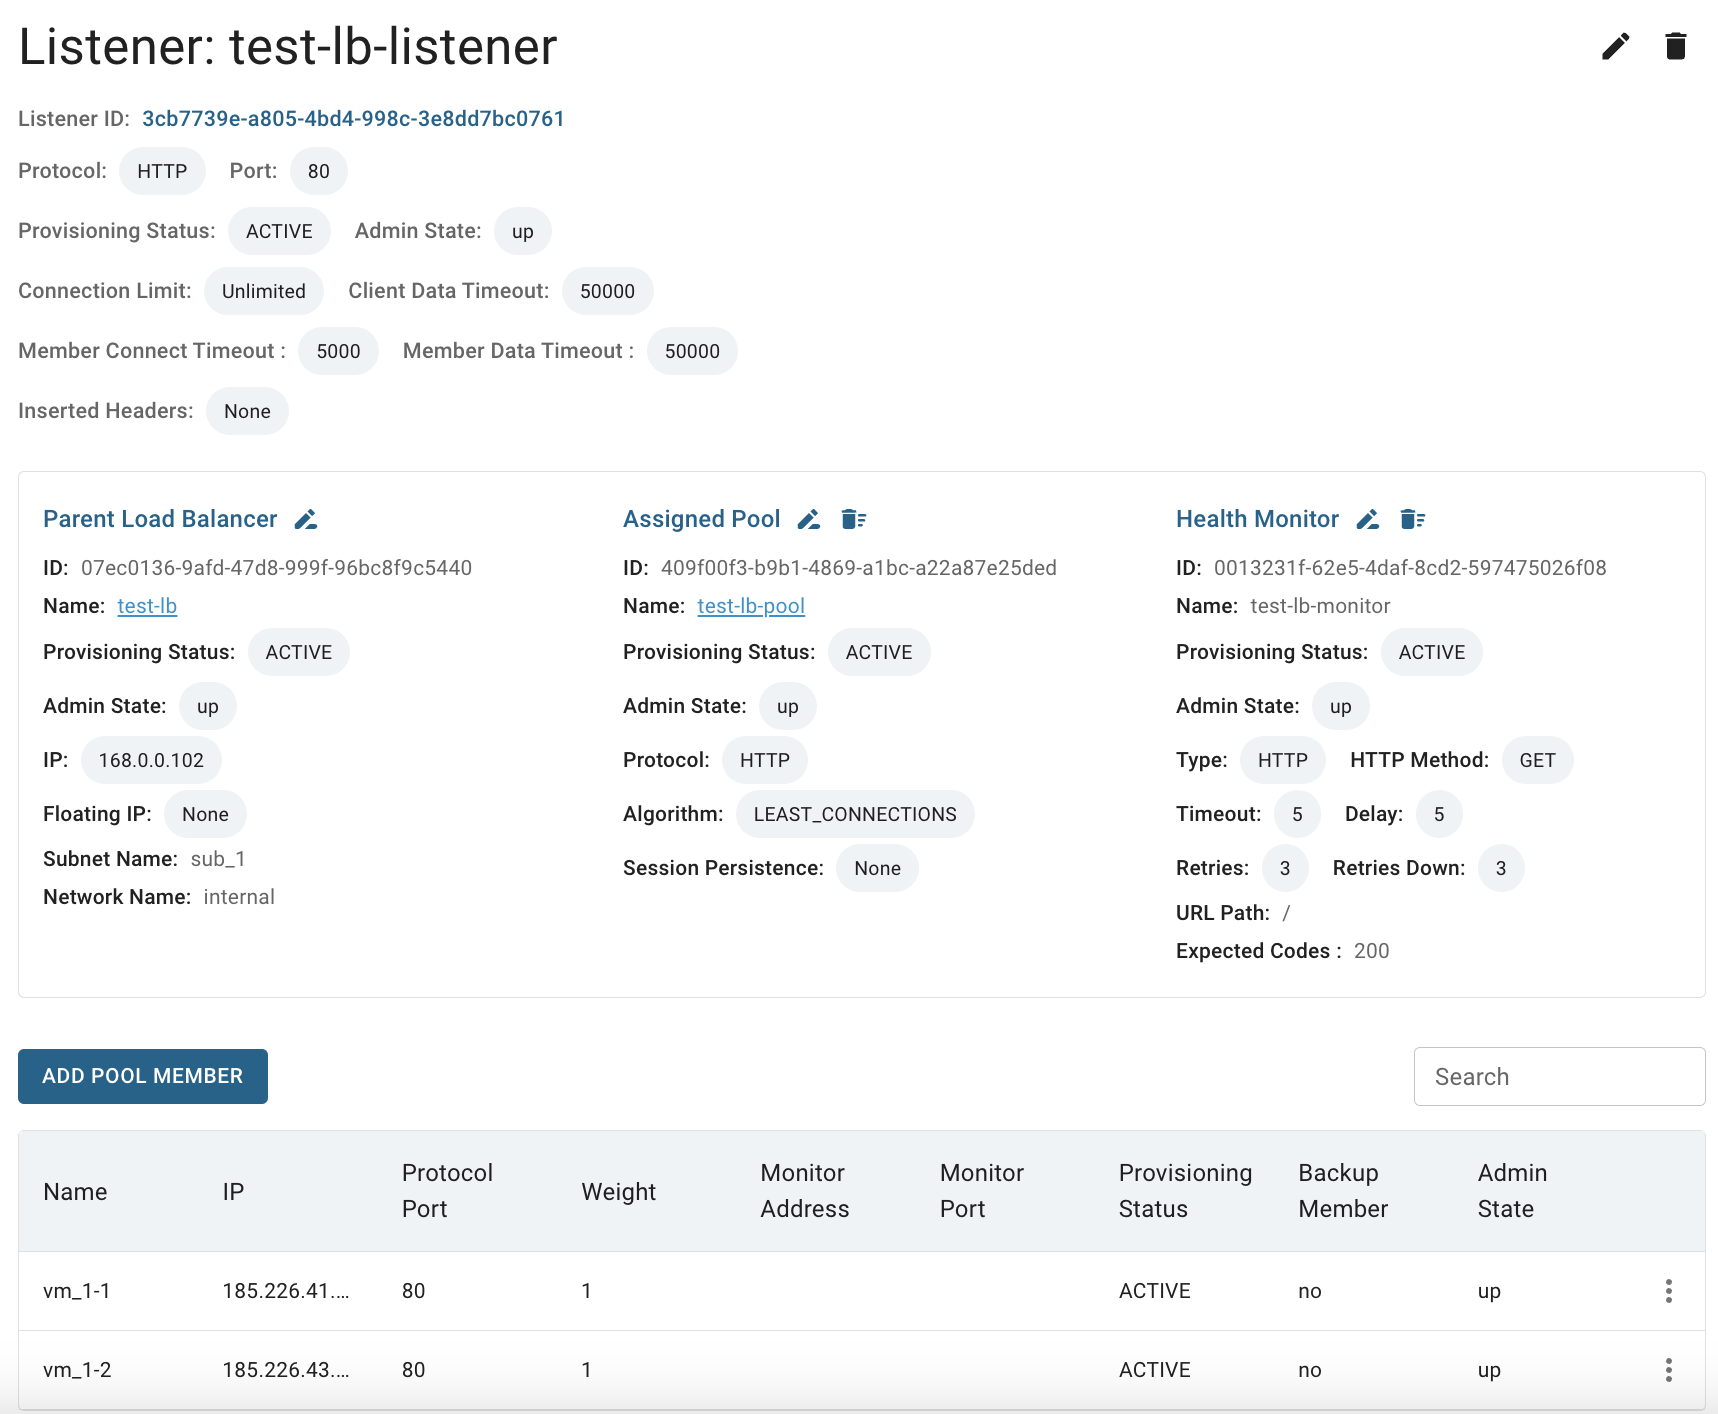 Listener: test-lb-listener
Listener ID: 3cb7739e-a805-4bd4-998c-3e8dd7bc0761
Protocol: HTTP Port: 80
Provisioning Status: ACTIVE Admin State: up
Connection Limit: Unlimited Client Data Timeout: 50000
Member Connect Timeout : 5000 Member Data Timeout : 50000
Inserted Headers: None
Parent Load Balancer
ID: 07ec0136-9afd-47d8-999f-96bc8f9c5440
Name: test-lb
Provisioning Status: ACTIVE
Admin State: up
IP: 168.0.0.102
Floating IP: None
Subnet Name: sub_1
Network Name: internal
Assigned Pool
ID: 409f00f3-b9b1-4869-a1bc-a22a87e25ded
Name: test-lb-pool
Provisioning Status: ACTIVE
Admin State: up
Protocol: HTTP
Algorithm: LEAST_CONNECTIONS
Session Persistence: None
Health Monitor
ID: 0013231f-62e5-4daf-8cd2-597475026f08
Name: test-lb-monitor
Provisioning Status: ACTIVE
Admin State: up
Type: HTTP HTTP Method: GET
Timeout: 5 Delay: 5
Retries: 3 Retries Down: 3
URL Path: /
Expected Codes : 200
ADD POOL MEMBER
Search
Name IP Protocol Port Weight Monitor Address Monitor Port Provisioning Status Backup Member Admin State
vm_1-1 185.226.41.... 80 1 ACTIVE no up
vm_1-2 185.226.43.... 80 1 ACTIVE no up